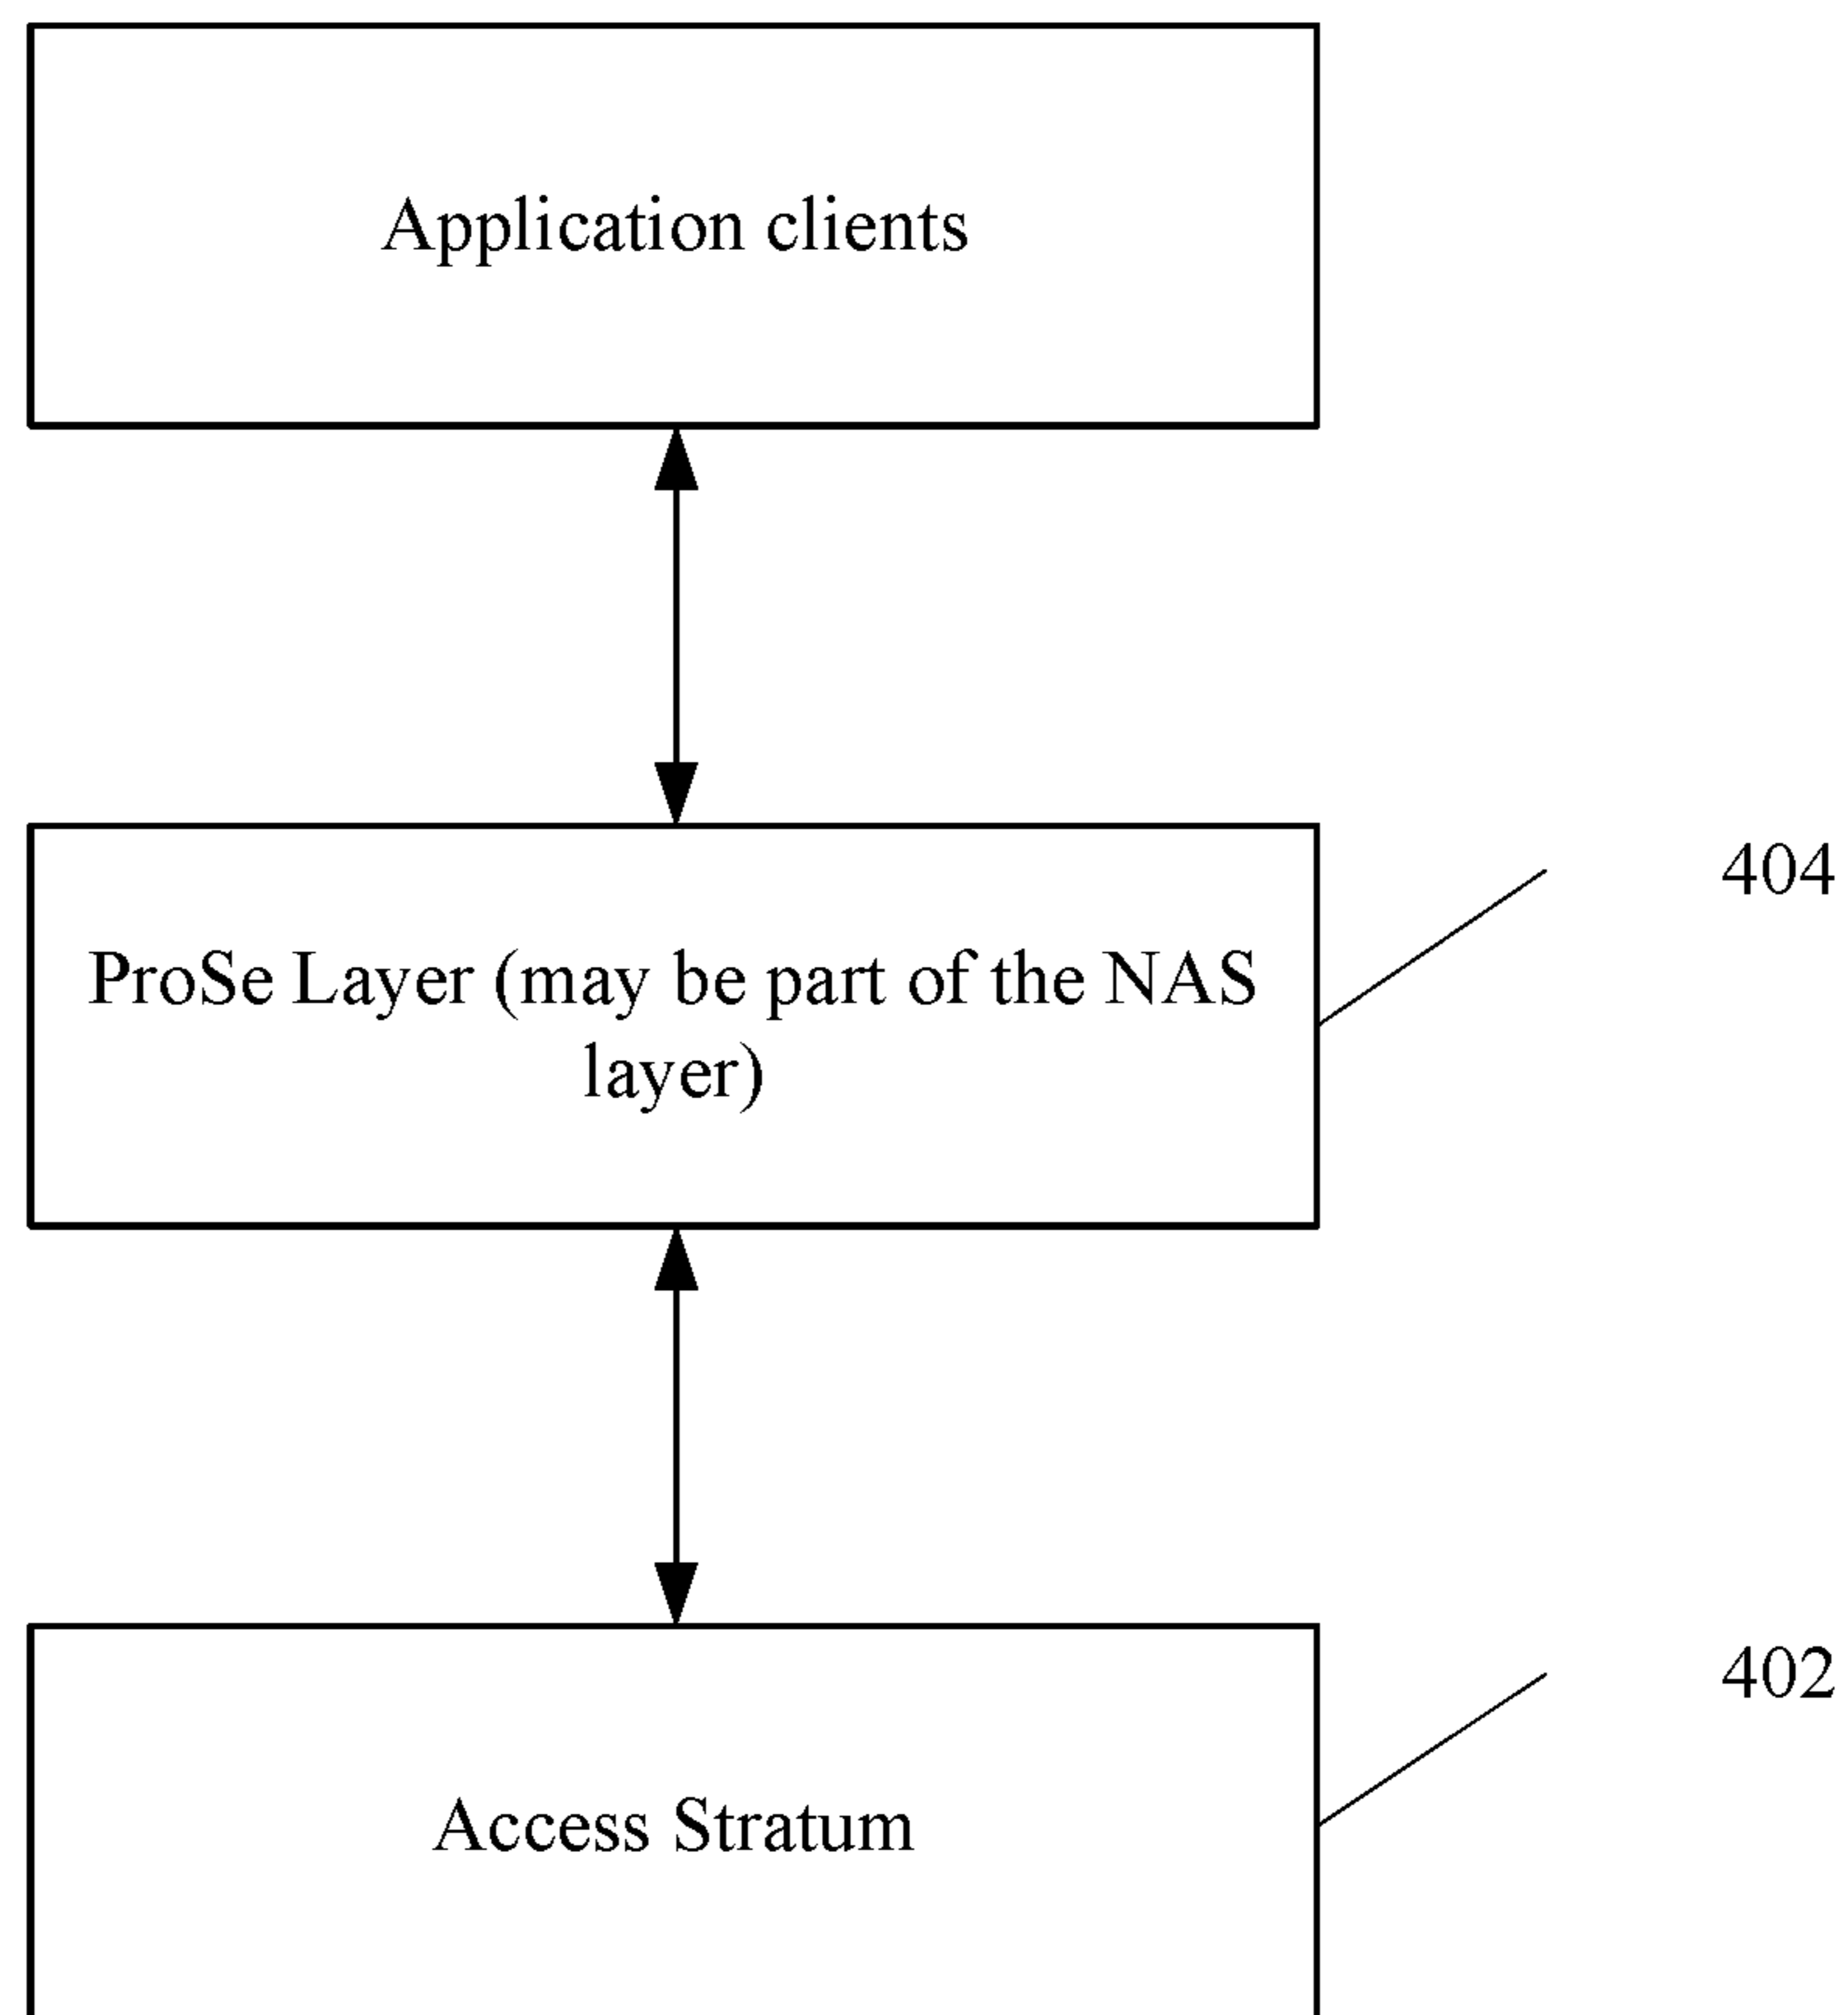 Application clients
404
ProSe Layer (may be part of the NAS
layer)
402
Access Stratum